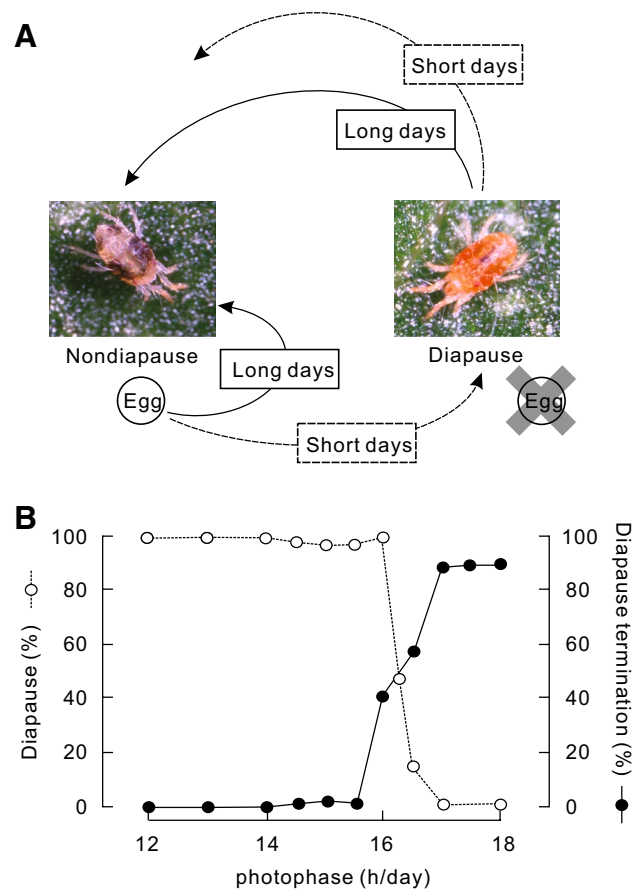 A
Short days
Long days
Nondiapause
Diapause
Long days
Egg
Egg
Short days
B
100
80
60
40
20
0
Diapause (%)
100
80
60
40
20
0
Diapause termination (%)
12
14
16
18
photophase (h/day)